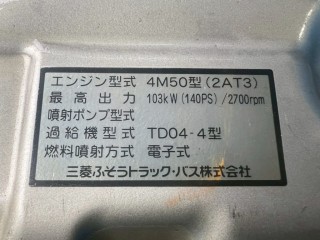 エンジン型式 4M50型(2AT3)
最高出力 103kW(140PS)/2700rpm
噴射ポンプ型式
過給機型式 TD04-4型
燃料噴射方式 電子式
三菱ふそうトラック・バス株式会社